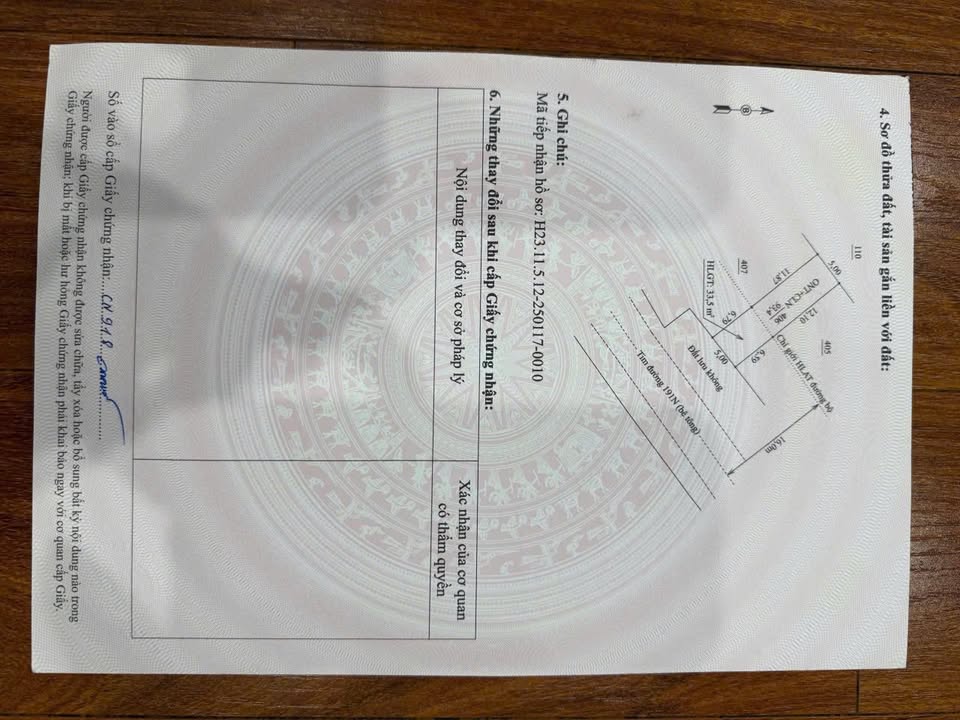 4. Sơ đồ thửa đất, tài sản gắn liền với đất:
B
110
405
5,00
ONT+CLN 93,4
406
11,87
12,10
407
HLGT: 33,5 m²
Chỉ giới HLAT đường bộ
5,00
Đất lưu không
16,0m
Tim đường 191N (bê tông)
5. Ghi chú:
Mã tiếp nhận hồ sơ: H23.11.5.12-250117-0010
6. Những thay đổi sau khi cấp Giấy chứng nhận:
Nội dung thay đổi và cơ sở pháp lý
Xác nhận của cơ quan
có thẩm quyền
Số vào sổ cấp Giấy chứng nhận:
Người được cấp Giấy chứng nhận không được sửa chữa, tẩy xóa hoặc bổ sung bất kỳ nội dung nào trong
Giấy chứng nhận; khi bị mất hoặc hư hỏng Giấy chứng nhận phải khai báo ngay với cơ quan cấp Giấy.